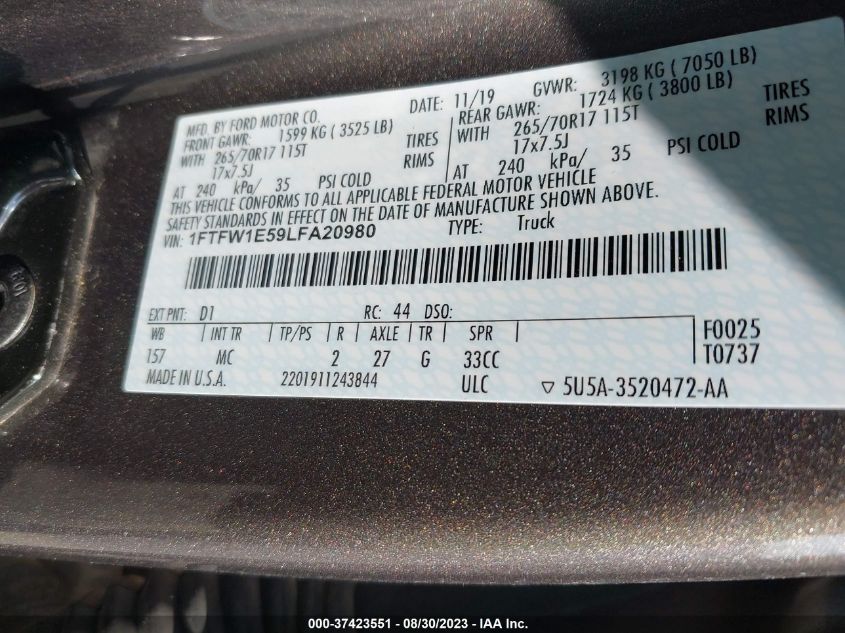 MFD. BY FORD MOTOR CO.
DATE: 11/19 GVWR: 3198 KG ( 7050 LB)
FRONT GAWR: 1599 KG ( 3525 LB) REAR GAWR: 1724 KG ( 3800 LB)
WITH 265/70R17 115T TIRES WITH 265/70R17 115T TIRES
17x7.5J RIMS 17x7.5J RIMS
AT 240 kPa/ 35 PSI COLD AT 240 kPa/ 35 PSI COLD
THIS VEHICLE CONFORMS TO ALL APPLICABLE FEDERAL MOTOR VEHICLE
SAFETY STANDARDS IN EFFECT ON THE DATE OF MANUFACTURE SHOWN ABOVE.
VIN: 1FTFW1E59LFA20980 TYPE: Truck
EXT PNT: D1 RC: 44 DSO:
WB INT TR TP/PS R AXLE TR SPR F0025
157 MC 2 27 G 33CC T0737
MADE IN U.S.A. 2201911243844 ULC ▽ 5U5A-3520472-AA
000-37423551 - 08/30/2023 - IAA Inc.